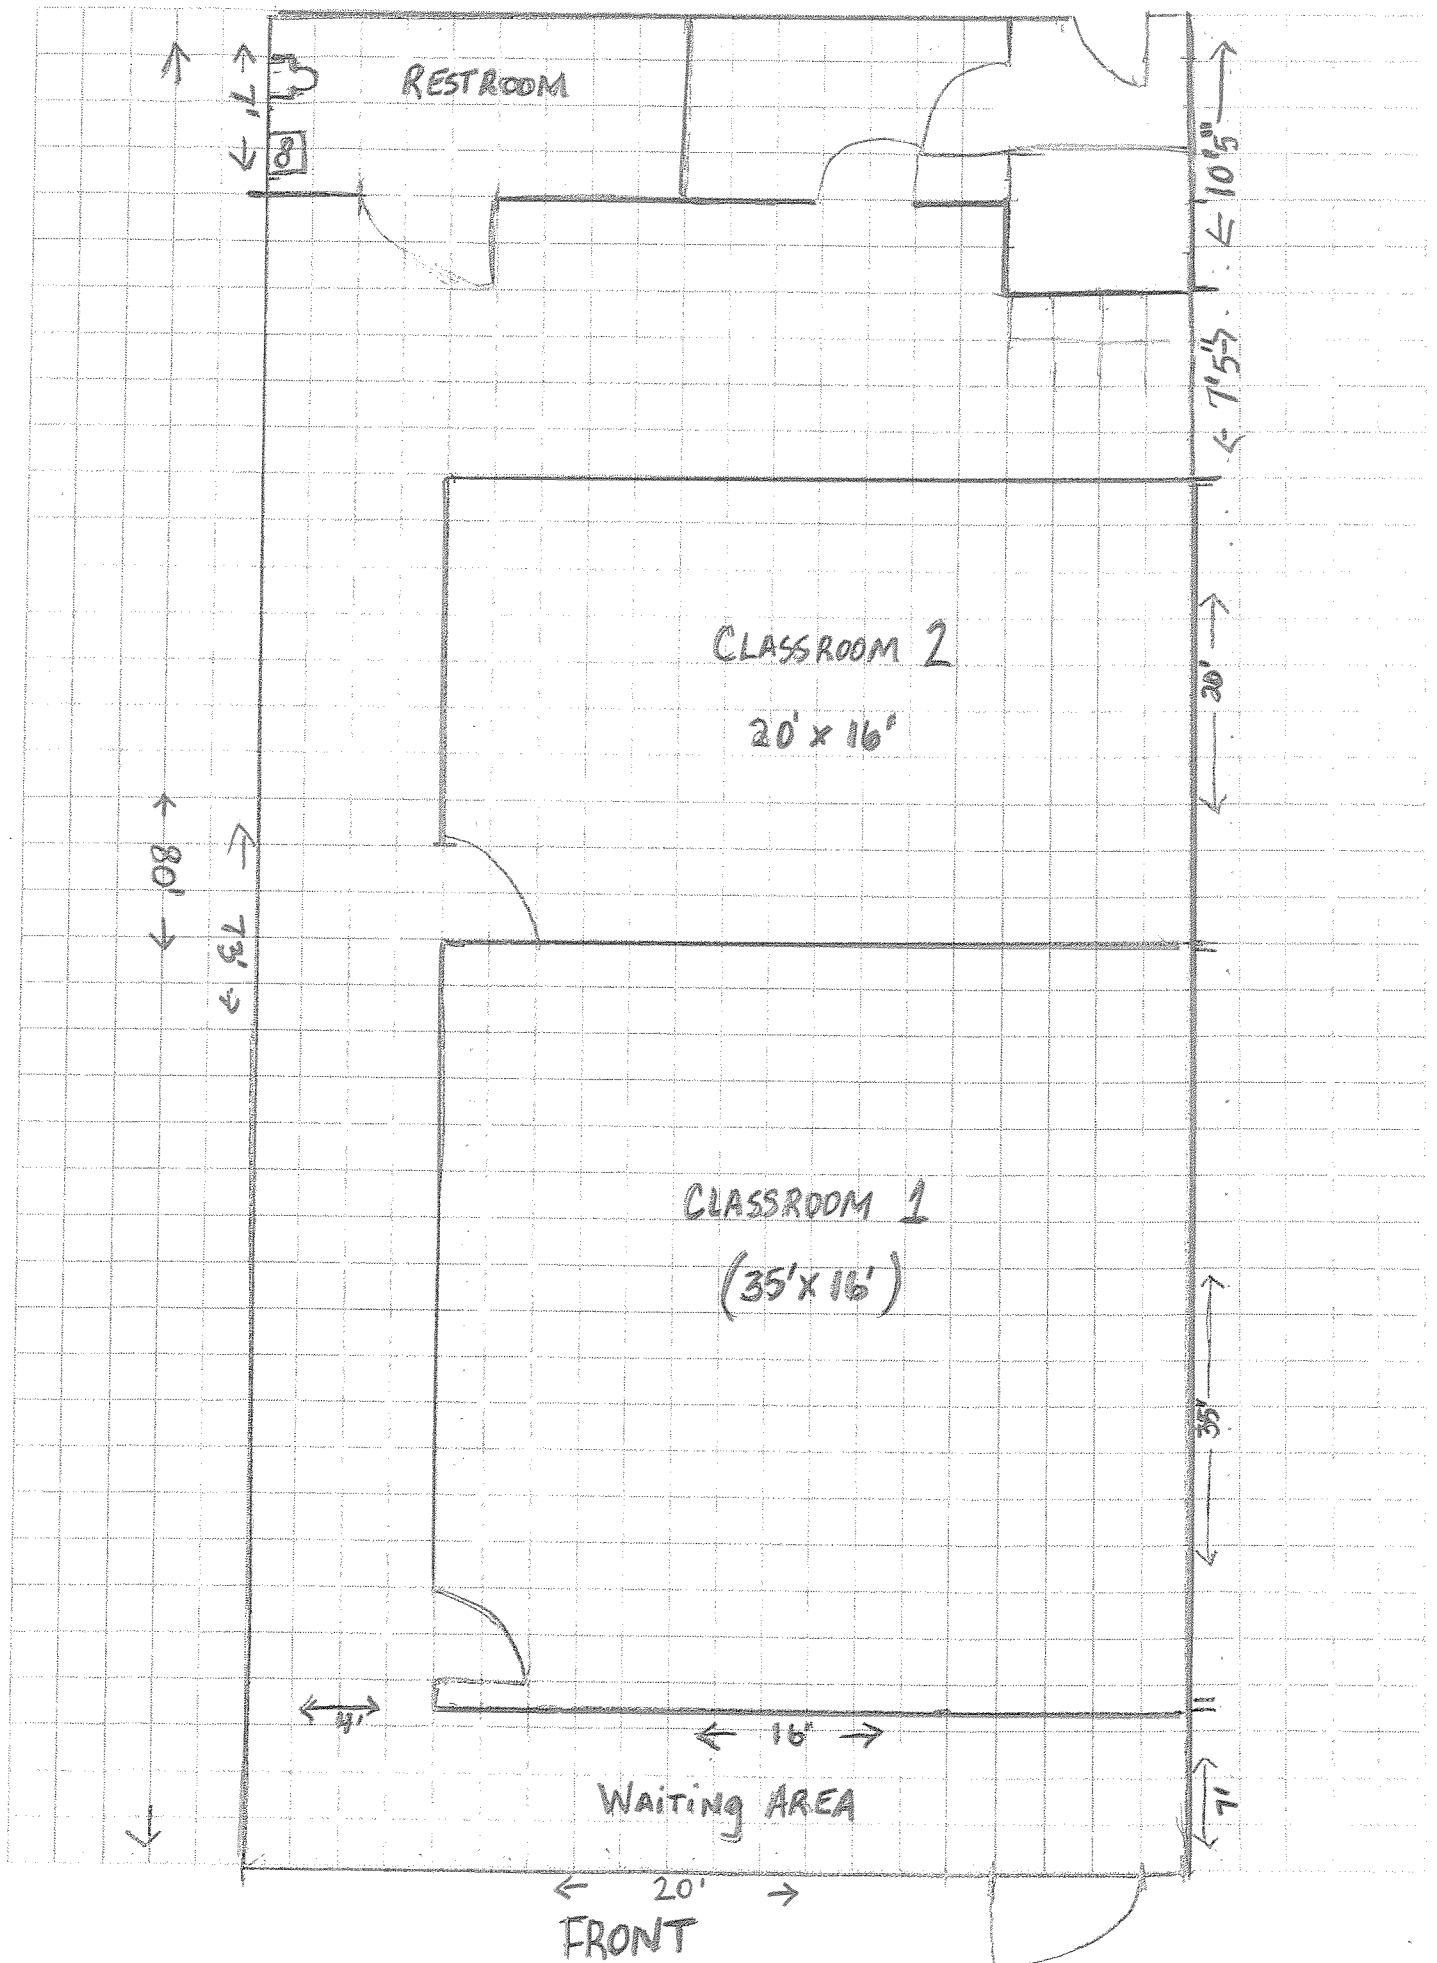 RESTROOM
7'
8
10'5"
7'5"
CLASSROOM 2
20' x 16"
20'
80'
73'
CLASSROOM 1
(35' x 16')
35'
4'
16"
Waiting AREA
7'
20'
FRONT